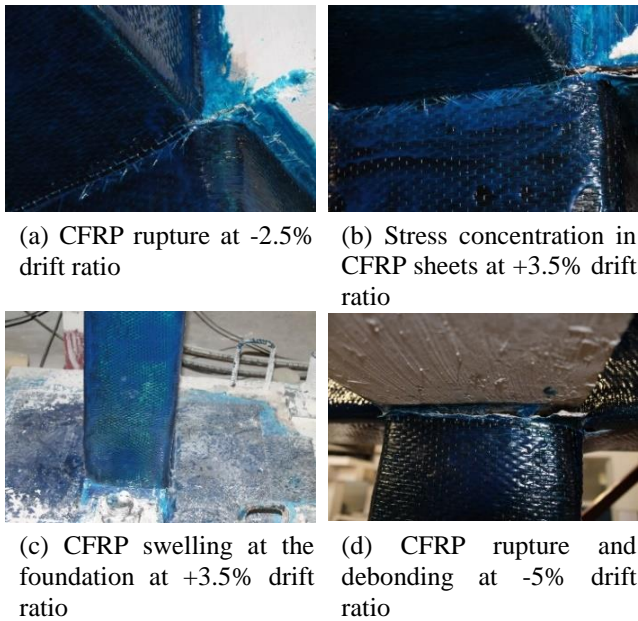 (a) CFRP rupture at -2.5%
drift ratio
(b) Stress concentration in
CFRP sheets at +3.5% drift
ratio
(c) CFRP swelling at the
foundation at +3.5% drift
ratio
(d) CFRP rupture and
debonding at -5% drift
ratio